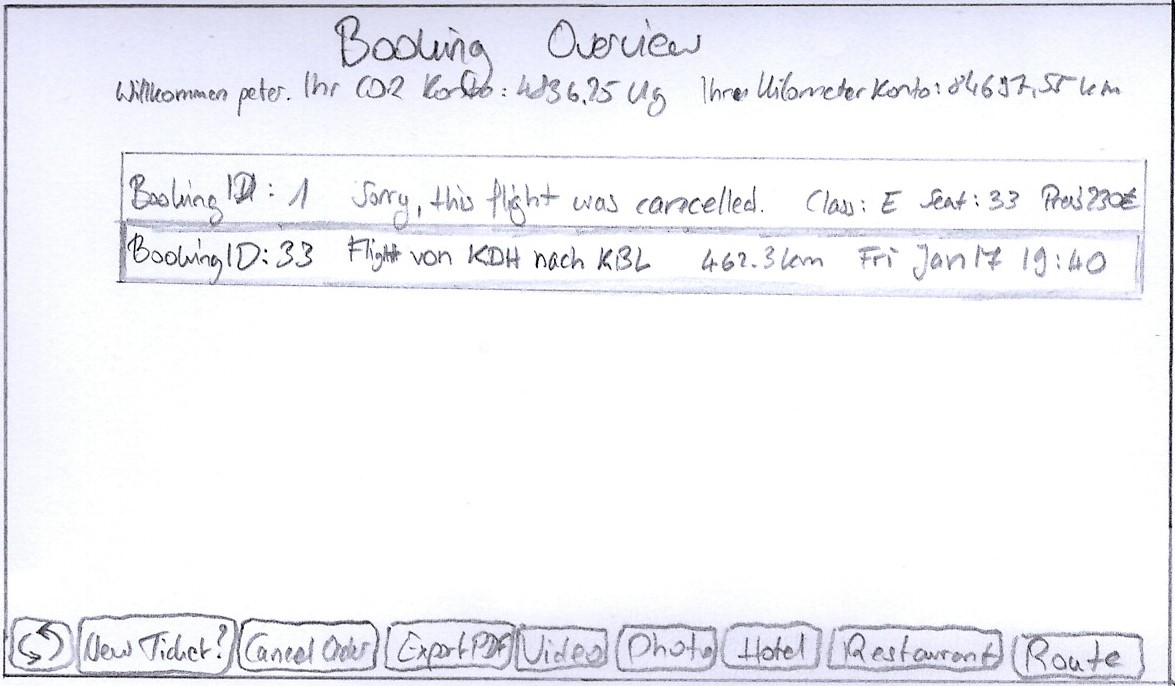 Booking Overview
Willkommen peter. Ihr CO2 Konto: 4836,25 Kg Ihr Kilometer Konto: 84697,55 km
Booking ID: 1 Sorry, this flight was cancelled. Class: E Seat: 33 Preis 230€
Booking ID: 33 Flight von KDH nach KBL 462.3 km Fri Jan 17 19:40
New Ticket? Cancel Order Export PDF Video Photo Hotel Restaurant Route